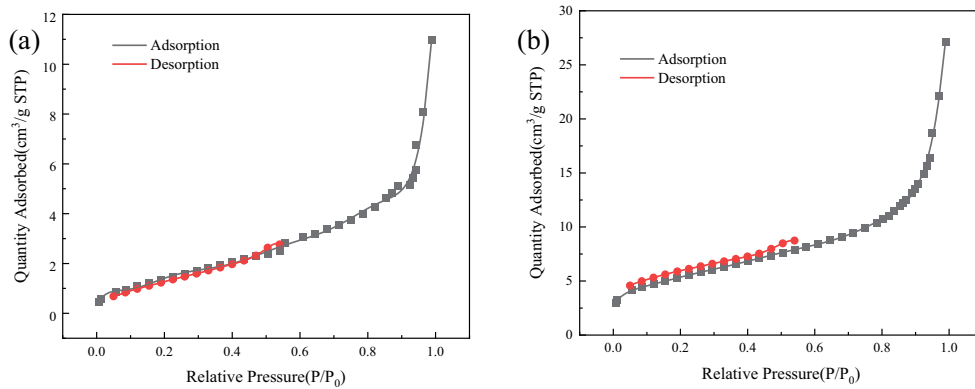 (a)
Adsorption
Desorption
Quantity Adsorbed(cm³/g STP)
12
10
8
6
4
2
0
0.0 0.2 0.4 0.6 0.8 1.0
Relative Pressure(P/P₀)
(b)
Adsorption
Desorption
Quantity Adsorbed(cm³/g STP)
30
25
20
15
10
5
0
0.0 0.2 0.4 0.6 0.8 1.0
Relative Pressure(P/P₀)